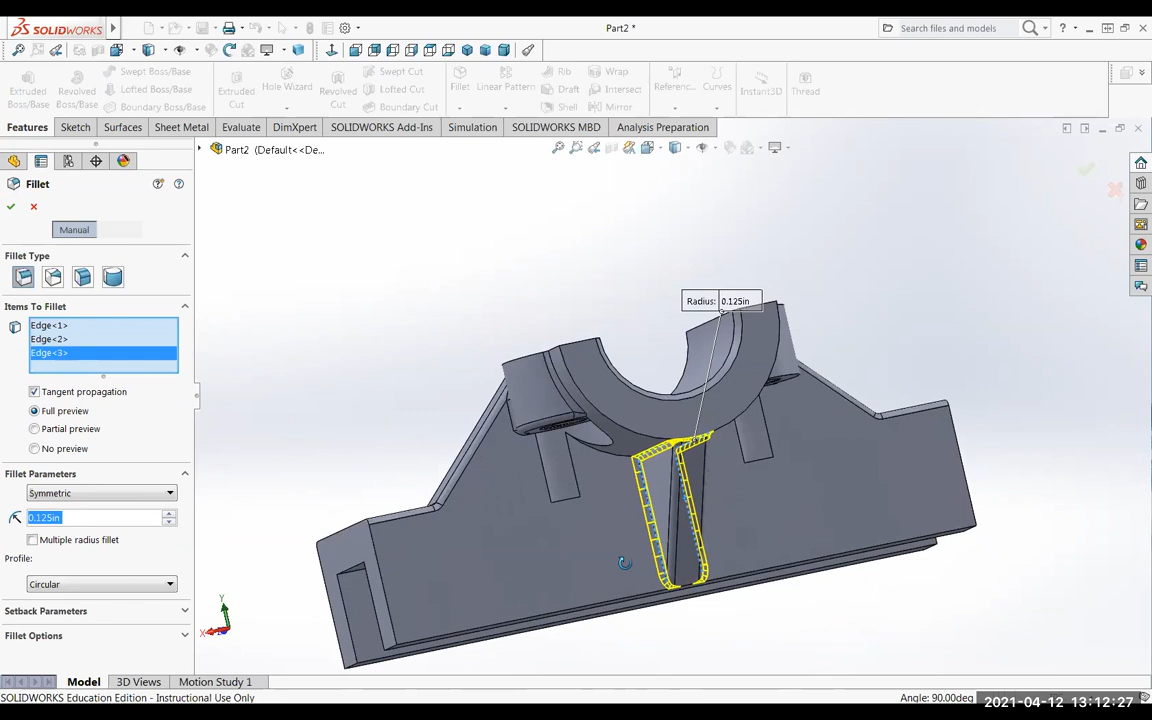 SOLIDWORKS
Part2 *
Search files and models
Extruded Boss/Base
Revolved Boss/Base
Swept Boss/Base
Lofted Boss/Base
Boundary Boss/Base
Extruded Cut
Hole Wizard
Revolved Cut
Swept Cut
Lofted Cut
Boundary Cut
Fillet
Linear Pattern
Rib
Draft
Shell
Wrap
Intersect
Mirror
Referenc...
Curves
Instant3D
Thread
Features
Sketch
Surfaces
Sheet Metal
Evaluate
DimXpert
SOLIDWORKS Add-Ins
Simulation
SOLIDWORKS MBD
Analysis Preparation
Part2 (Default<<De...
Fillet
Manual
Fillet Type
Items To Fillet
Edge<1>
Edge<2>
Edge<3>
Tangent propagation
Full preview
Partial preview
No preview
Fillet Parameters
Symmetric
0.125in
Multiple radius fillet
Profile:
Circular
Setback Parameters
Fillet Options
Radius: 0.125in
Y
X
Model
3D Views
Motion Study 1
SOLIDWORKS Education Edition - Instructional Use Only
Angle: 90.00deg
2021-04-12 13:12:27